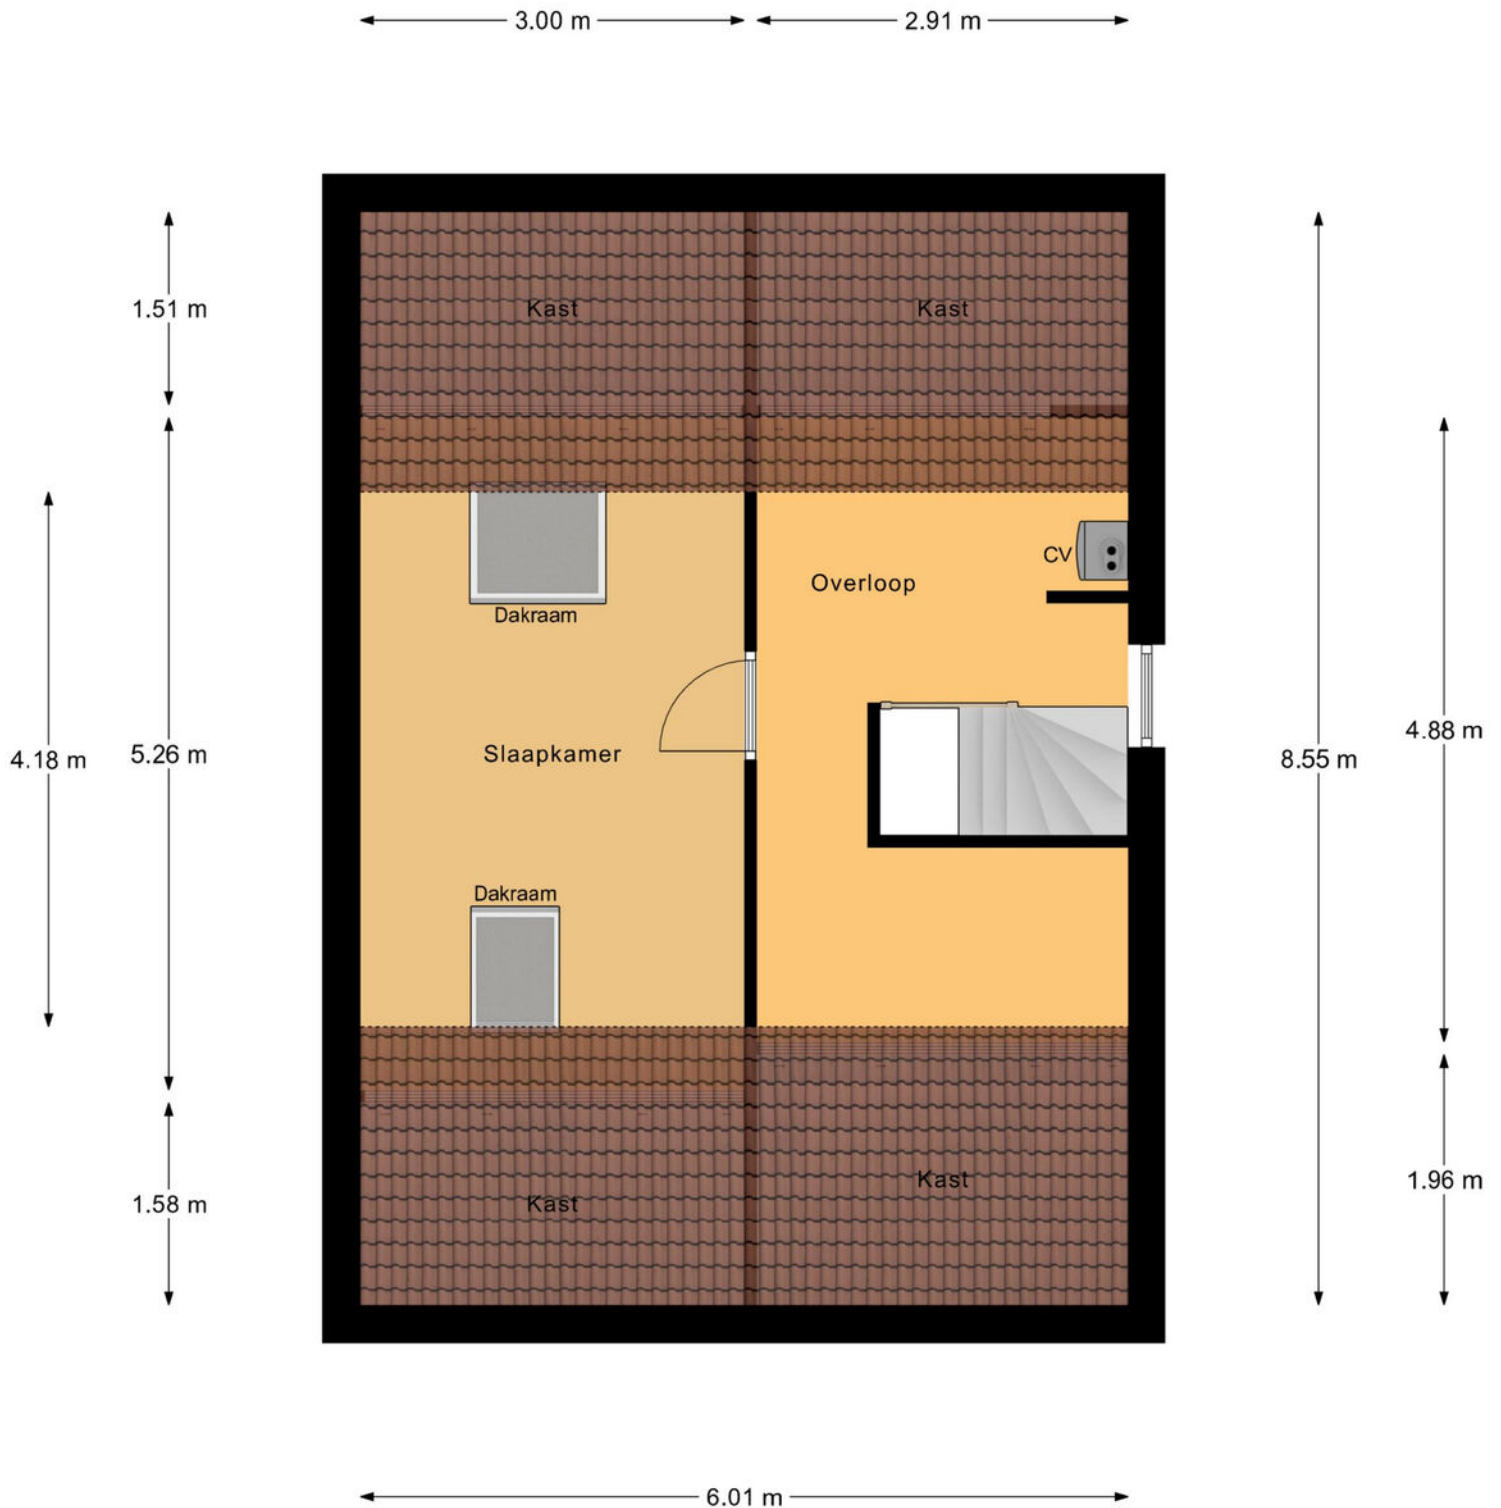 3.00 m
2.91 m
1.51 m
Kast
Kast
CV
Overloop
Dakraam
4.18 m
5.26 m
Slaapkamer
8.55 m
4.88 m
Dakraam
1.58 m
Kast
Kast
1.96 m
6.01 m